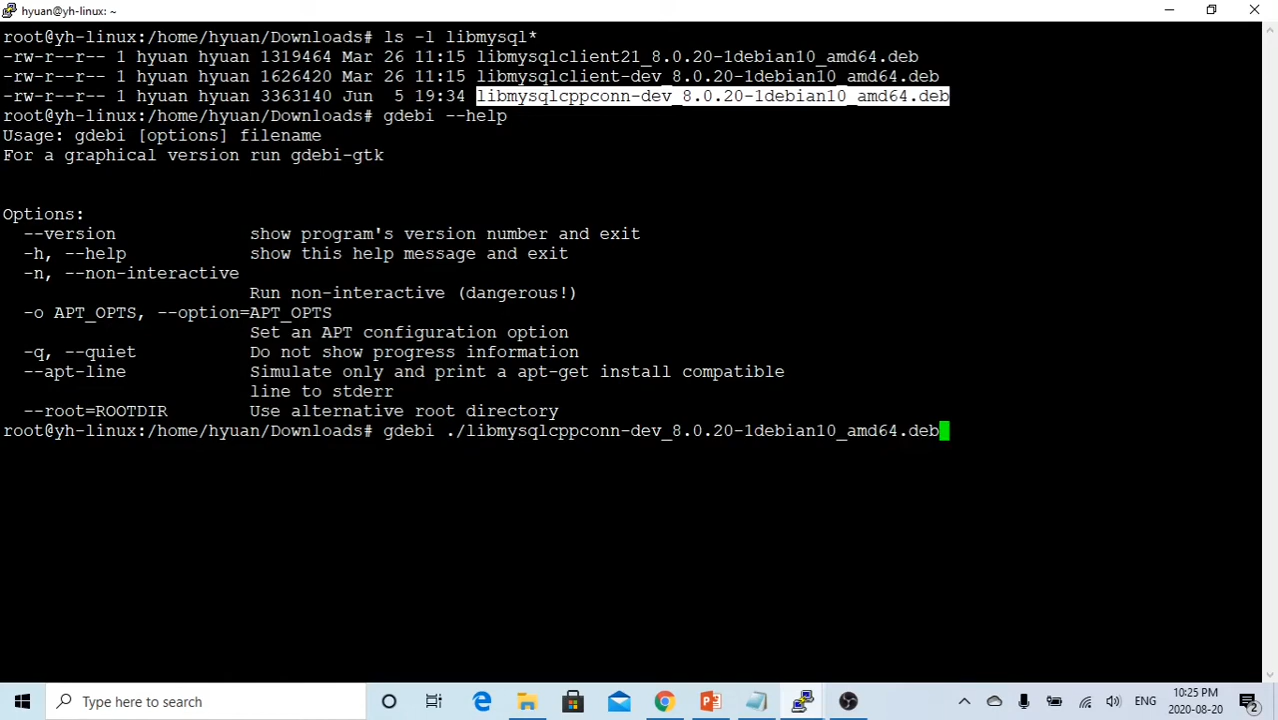 hyuan@yh-linux: ~
root@yh-linux:/home/hyuan/Downloads# ls -l libmysql*
-rw-r--r-- 1 hyuan hyuan 1319464 Mar 26 11:15 libmysqlclient21_8.0.20-1debian10_amd64.deb
-rw-r--r-- 1 hyuan hyuan 1626420 Mar 26 11:15 libmysqlclient-dev_8.0.20-1debian10_amd64.deb
-rw-r--r-- 1 hyuan hyuan 3363140 Jun  5 19:34 libmysqlcppconn-dev_8.0.20-1debian10_amd64.deb
root@yh-linux:/home/hyuan/Downloads# gdebi --help
Usage: gdebi [options] filename
For a graphical version run gdebi-gtk
Options:
  --version             show program's version number and exit
  -h, --help            show this help message and exit
  -n, --non-interactive
                        Run non-interactive (dangerous!)
  -o APT_OPTS, --option=APT_OPTS
                        Set an APT configuration option
  -q, --quiet           Do not show progress information
  --apt-line            Simulate only and print a apt-get install compatible
                        line to stderr
  --root=ROOTDIR        Use alternative root directory
root@yh-linux:/home/hyuan/Downloads# gdebi ./libmysqlcppconn-dev_8.0.20-1debian10_amd64.deb
Type here to search
ENG
10:25 PM
2020-08-20
2